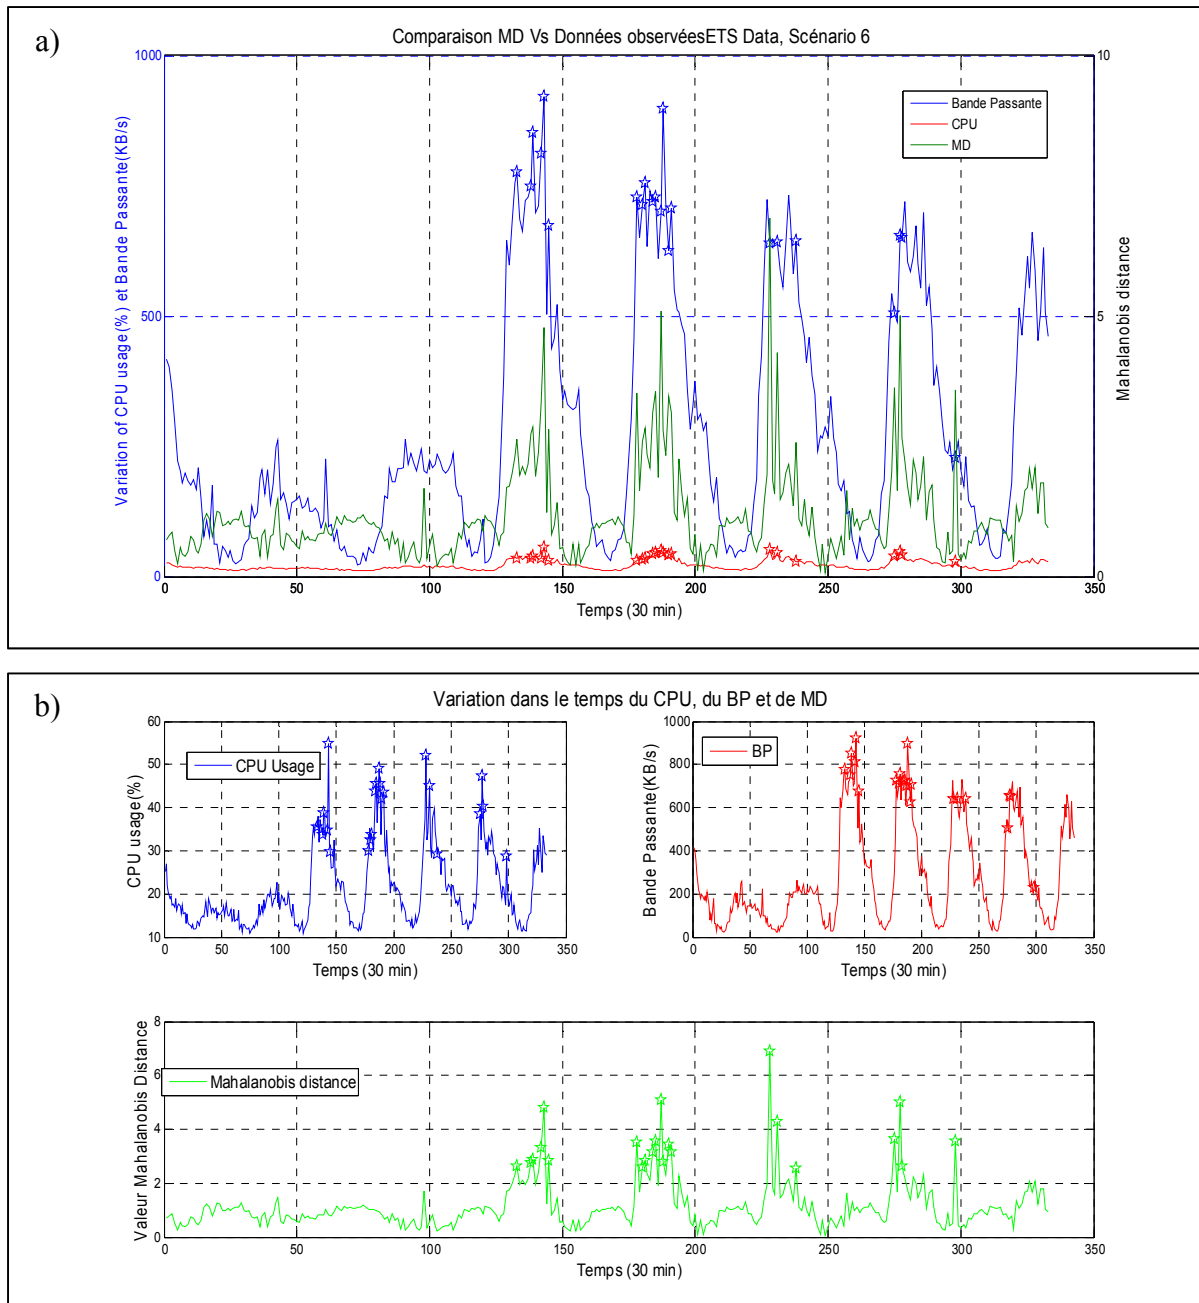 a)
Comparaison MD Vs Données observéesETS Data, Scénario 6
1000
10
Bande Passante
CPU
MD
Variation of CPU usage(%) et Bande Passante(KB/s)
500
5
Mahalanobis distance
0
0
0 50 100 150 200 250 300 350
Temps (30 min)
b)
Variation dans le temps du CPU, du BP et de MD
60
50
40
30
20
10
CPU usage(%)
CPU Usage
0 50 100 150 200 250 300 350
Temps (30 min)
1000
800
600
400
200
0
Bande Passante(KB/s)
BP
0 50 100 150 200 250 300 350
Temps (30 min)
8
6
4
2
0
Valeur Mahalanobis Distance
Mahalanobis distance
0 50 100 150 200 250 300 350
Temps (30 min)